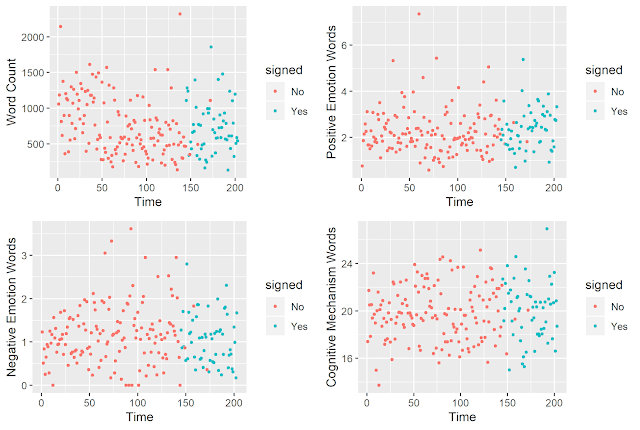 Word Count
2000
1500
1000
500
0 50 100 150 200
Time
signed
No
Yes
Positive Emotion Words
6
4
2
0 50 100 150 200
Time
signed
No
Yes
Negative Emotion Words
3
2
1
0
0 50 100 150 200
Time
signed
No
Yes
Cognitive Mechanism Words
24
20
16
0 50 100 150 200
Time
signed
No
Yes